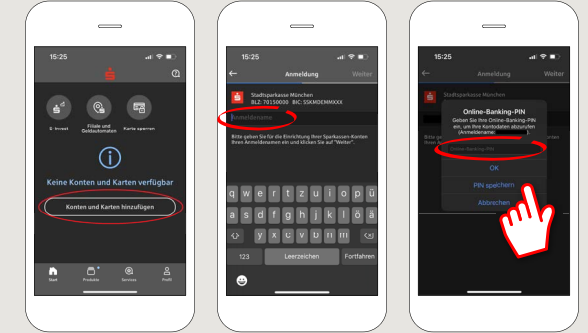 15:25
E-Invest
Filiale und
Geldautomaten
Karte sperren
Keine Konten und Karten verfügbar
Konten und Karten hinzufügen
Start
Produkte
Services
Profil
15:25
Anmeldung
Weiter
Stadtsparkasse München
BLZ: 70150000 BIC: SSKMDEMMXXX
Anmeldename
Bitte geben Sie für die Einrichtung Ihrer Sparkassen-Konten
Ihren Anmeldenamen ein und klicken Sie auf "Weiter".
q w e r t z u i o p ü
a s d f g h j k l ö ä
y x c v b n m
123
Leerzeichen
Fortfahren
15:25
Anmeldung
Weiter
Stadtsparkasse München
Online-Banking-PIN
Geben Sie Ihre Online-Banking-PIN
ein, um Ihre Kontodaten abzurufen
(Anmeldename:
Online-Banking-PIN
OK
PIN speichern
Abbrechen